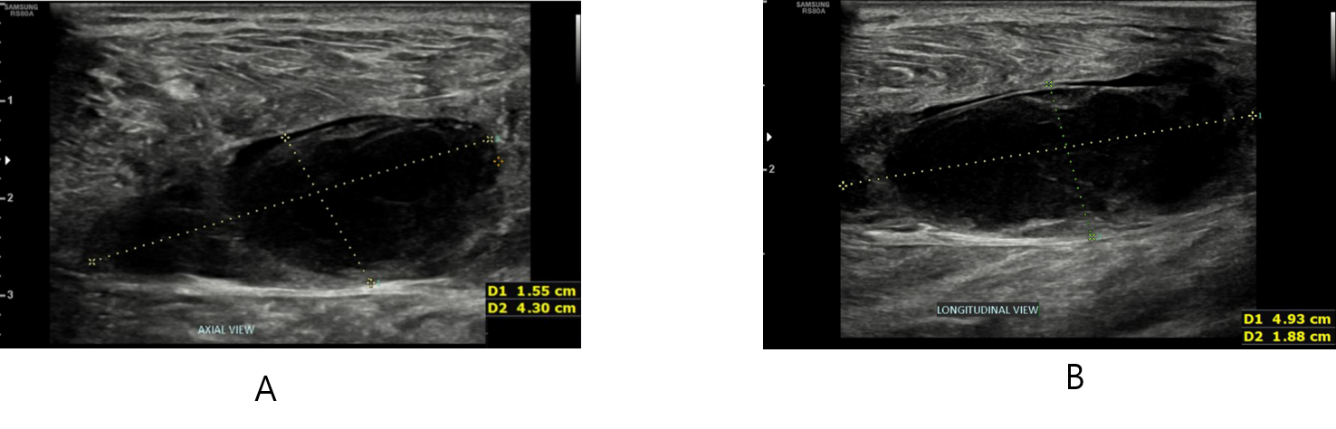 SAMSUNG
RS80A
1
2
3
D1 1.55 cm
D2 4.30 cm
AXIAL VIEW
A
SAMSUNG
RS80A
2
1
LONGITUDINAL VIEW
D1 4.93 cm
D2 1.88 cm
B